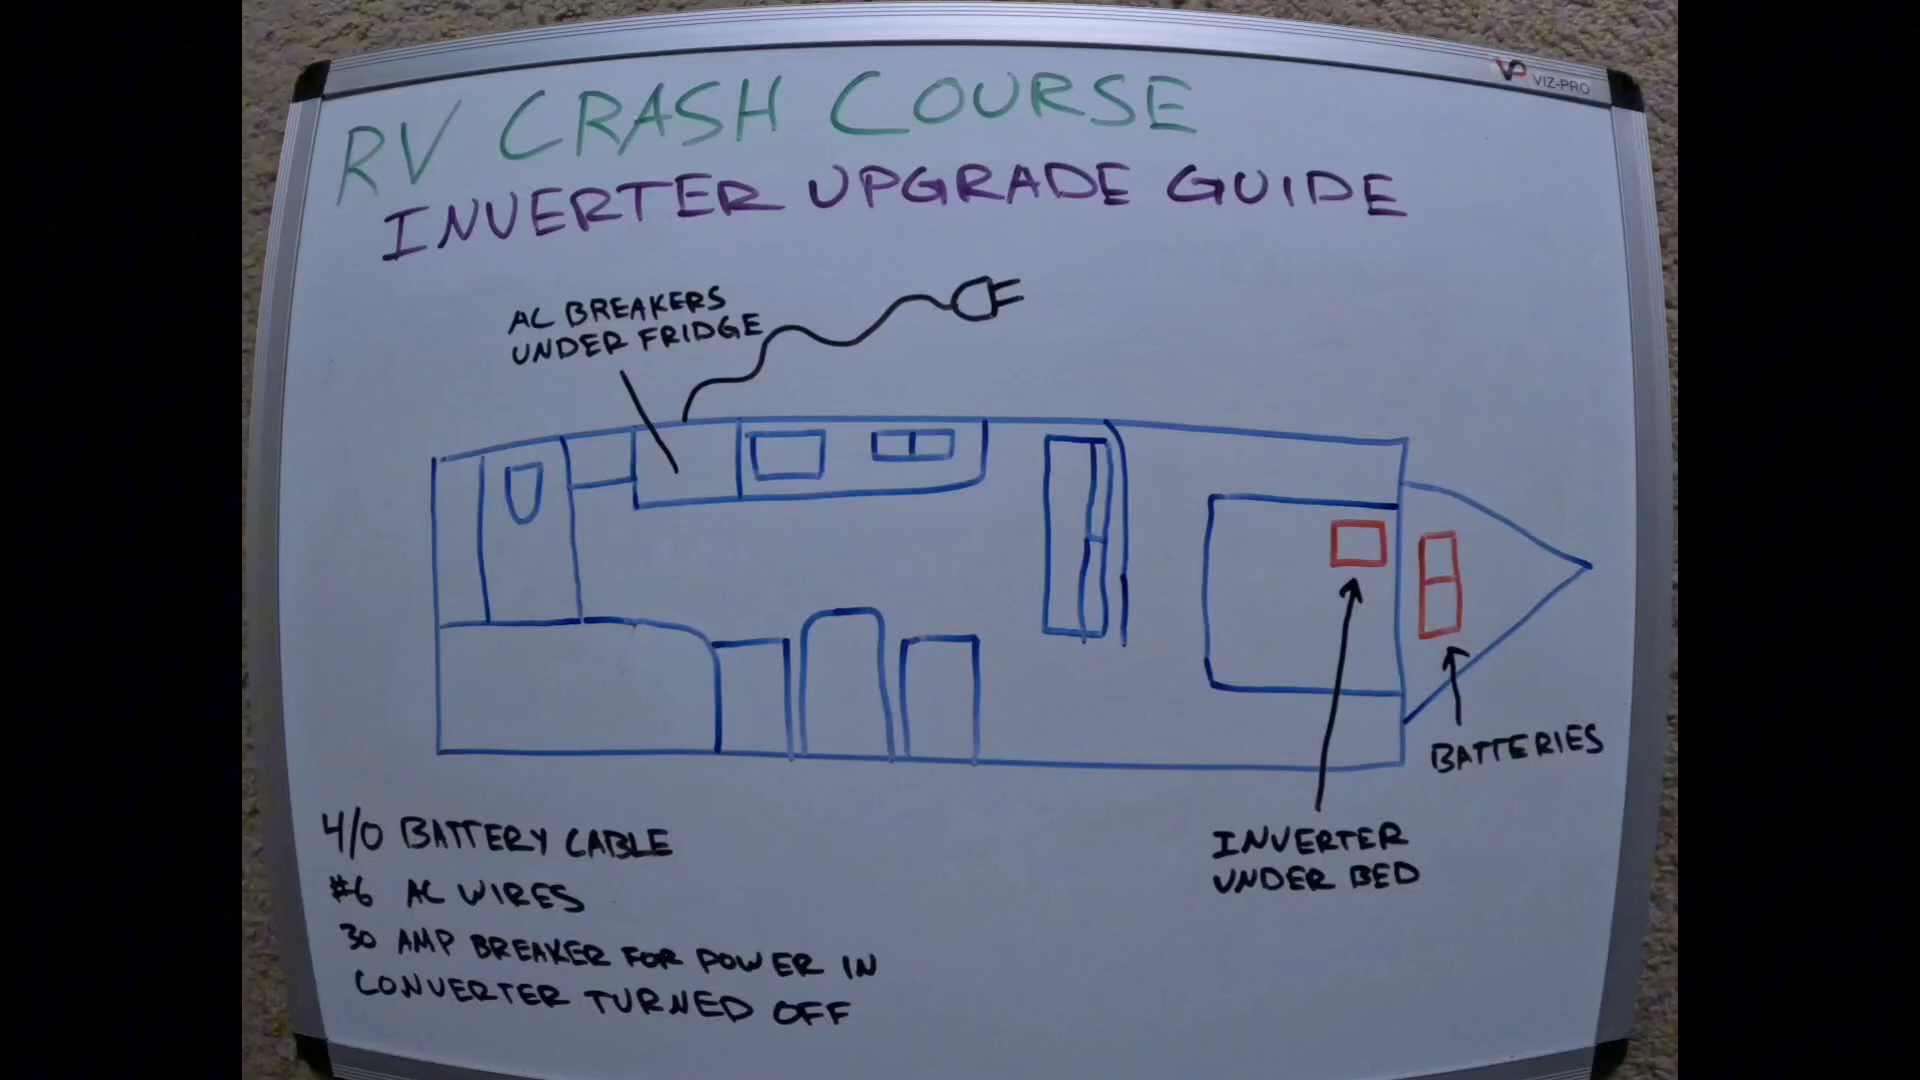 VP VIZ-PRO
RV CRASH COURSE
INVERTER UPGRADE GUIDE
AC BREAKERS
UNDER FRIDGE
BATTERIES
INVERTER
UNDER BED
4/0 BATTERY CABLE
#6 AC WIRES
30 AMP BREAKER FOR POWER IN
CONVERTER TURNED OFF